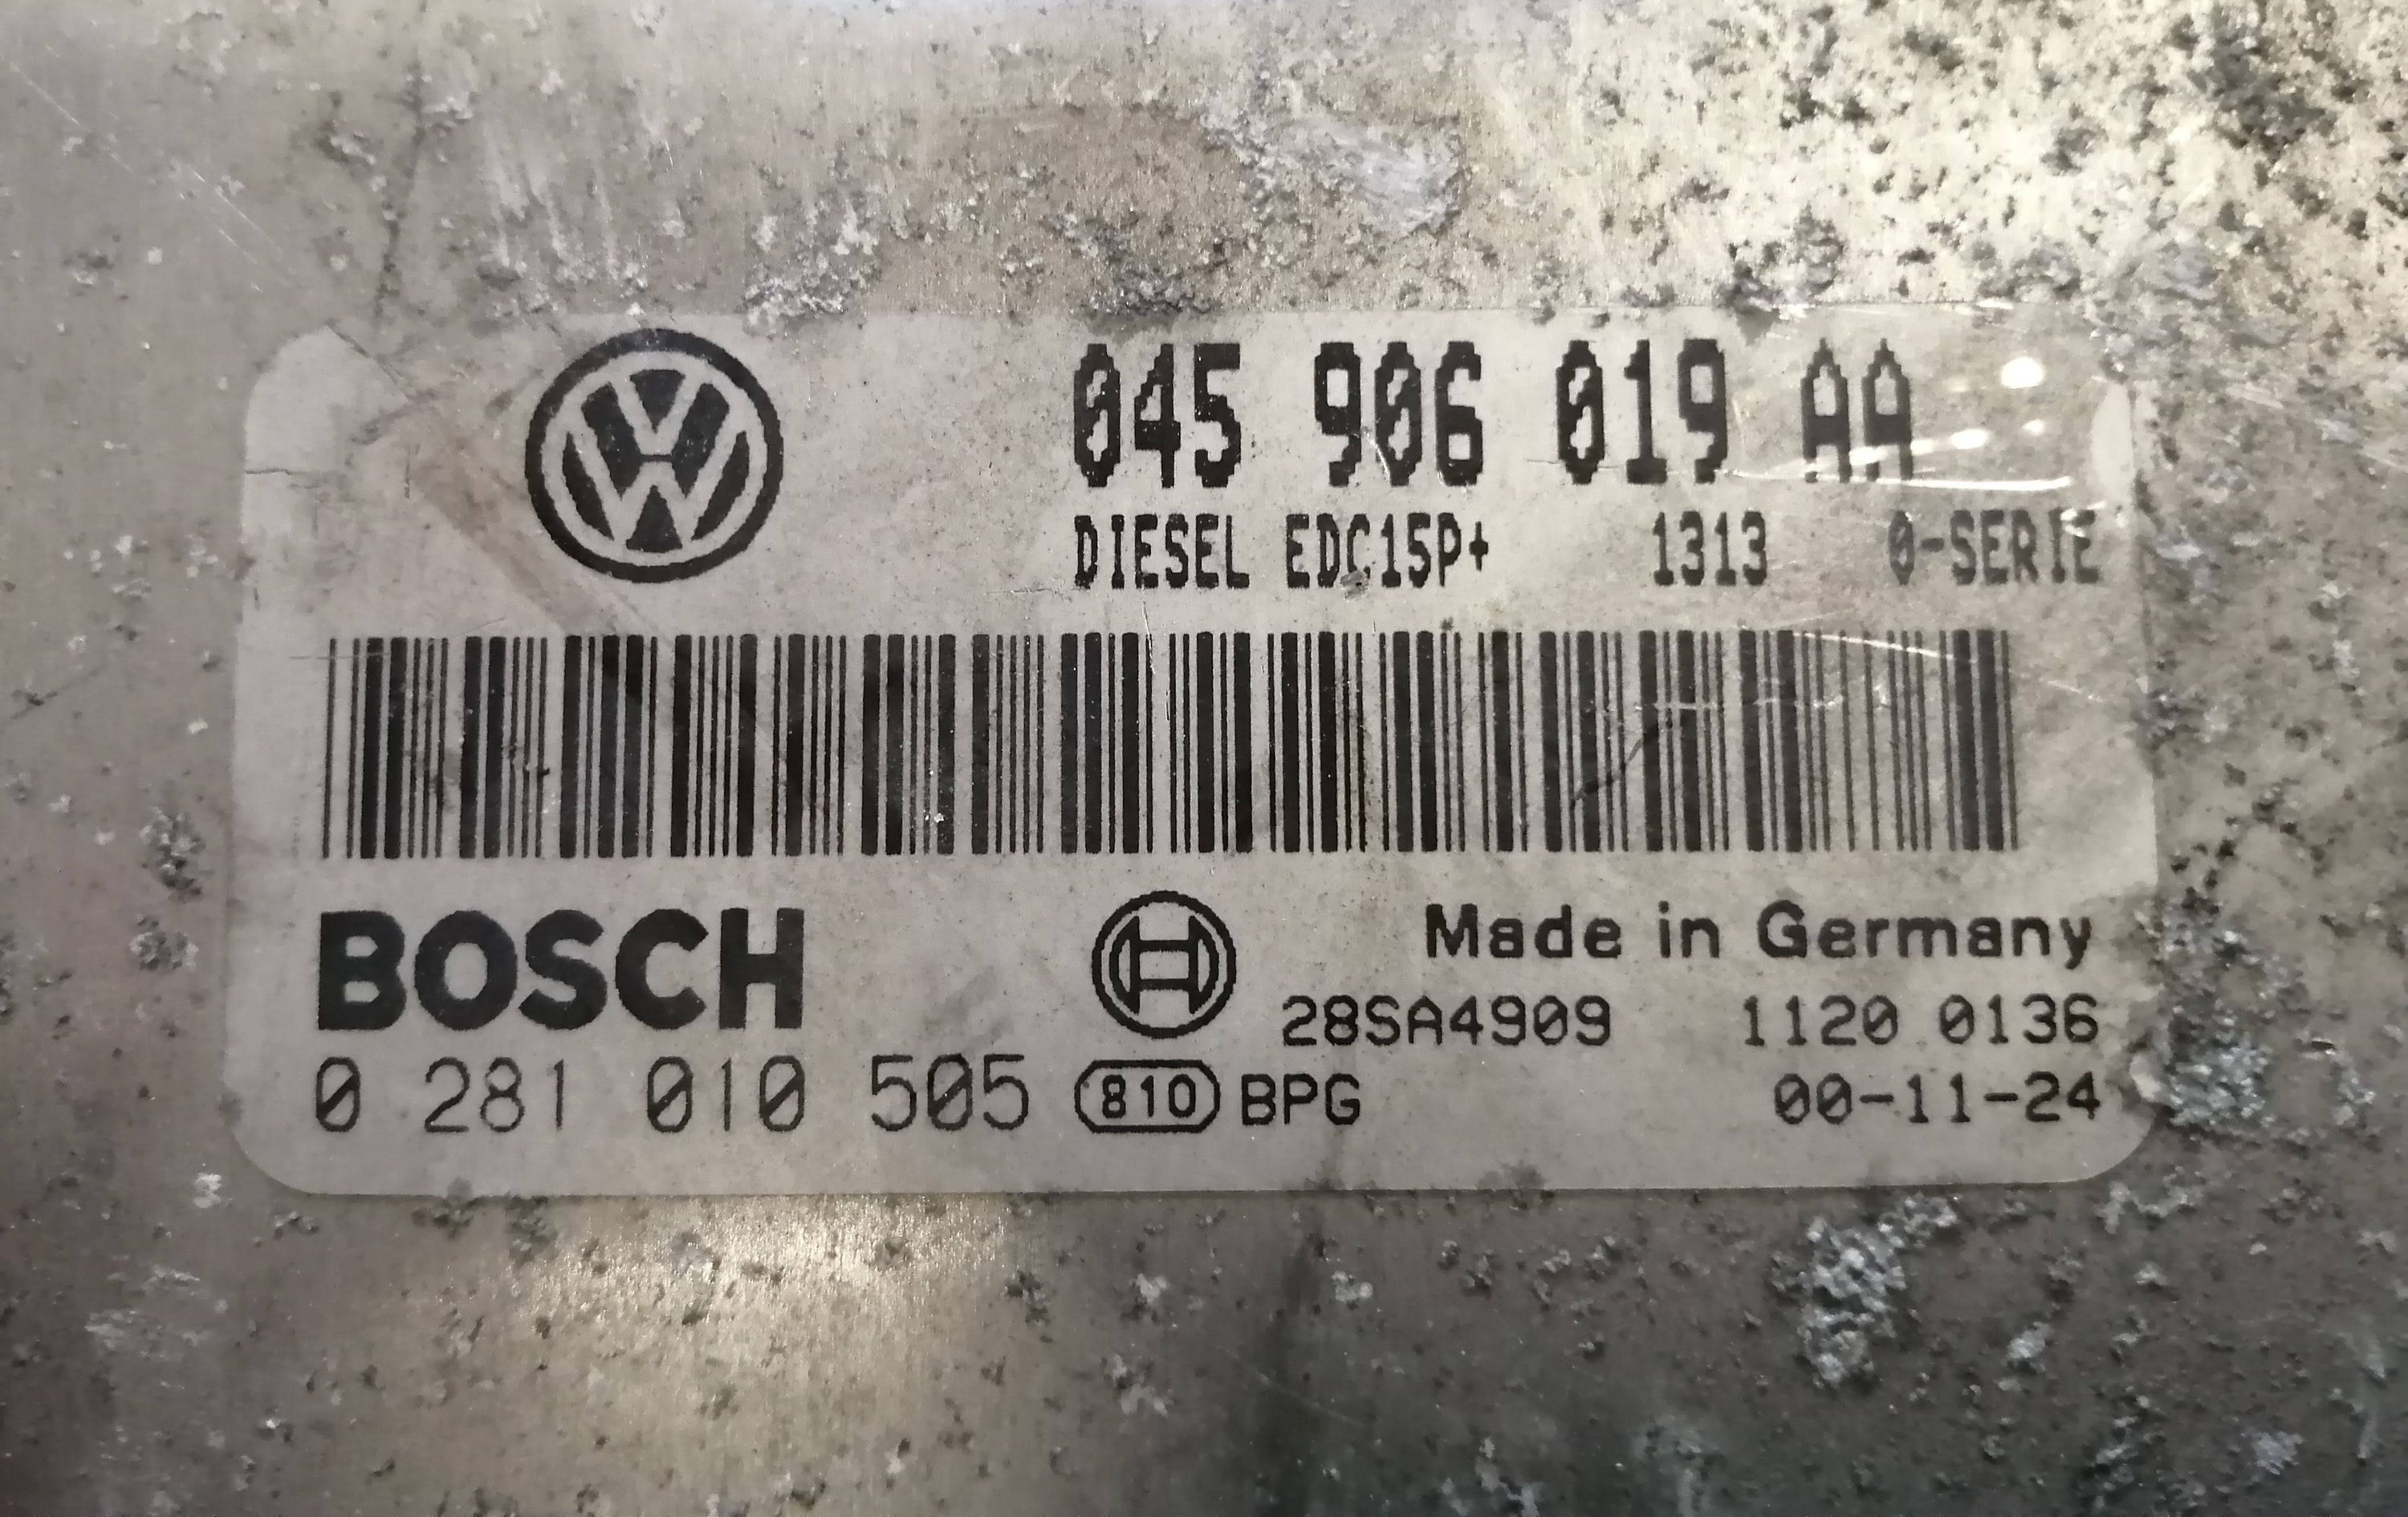 045 906 019 AA
DIESEL EDC15P+ 1313 0-SERIE
BOSCH
Made in Germany
28SA4909 1120 0136
0 281 010 505 810 BPG 00-11-24